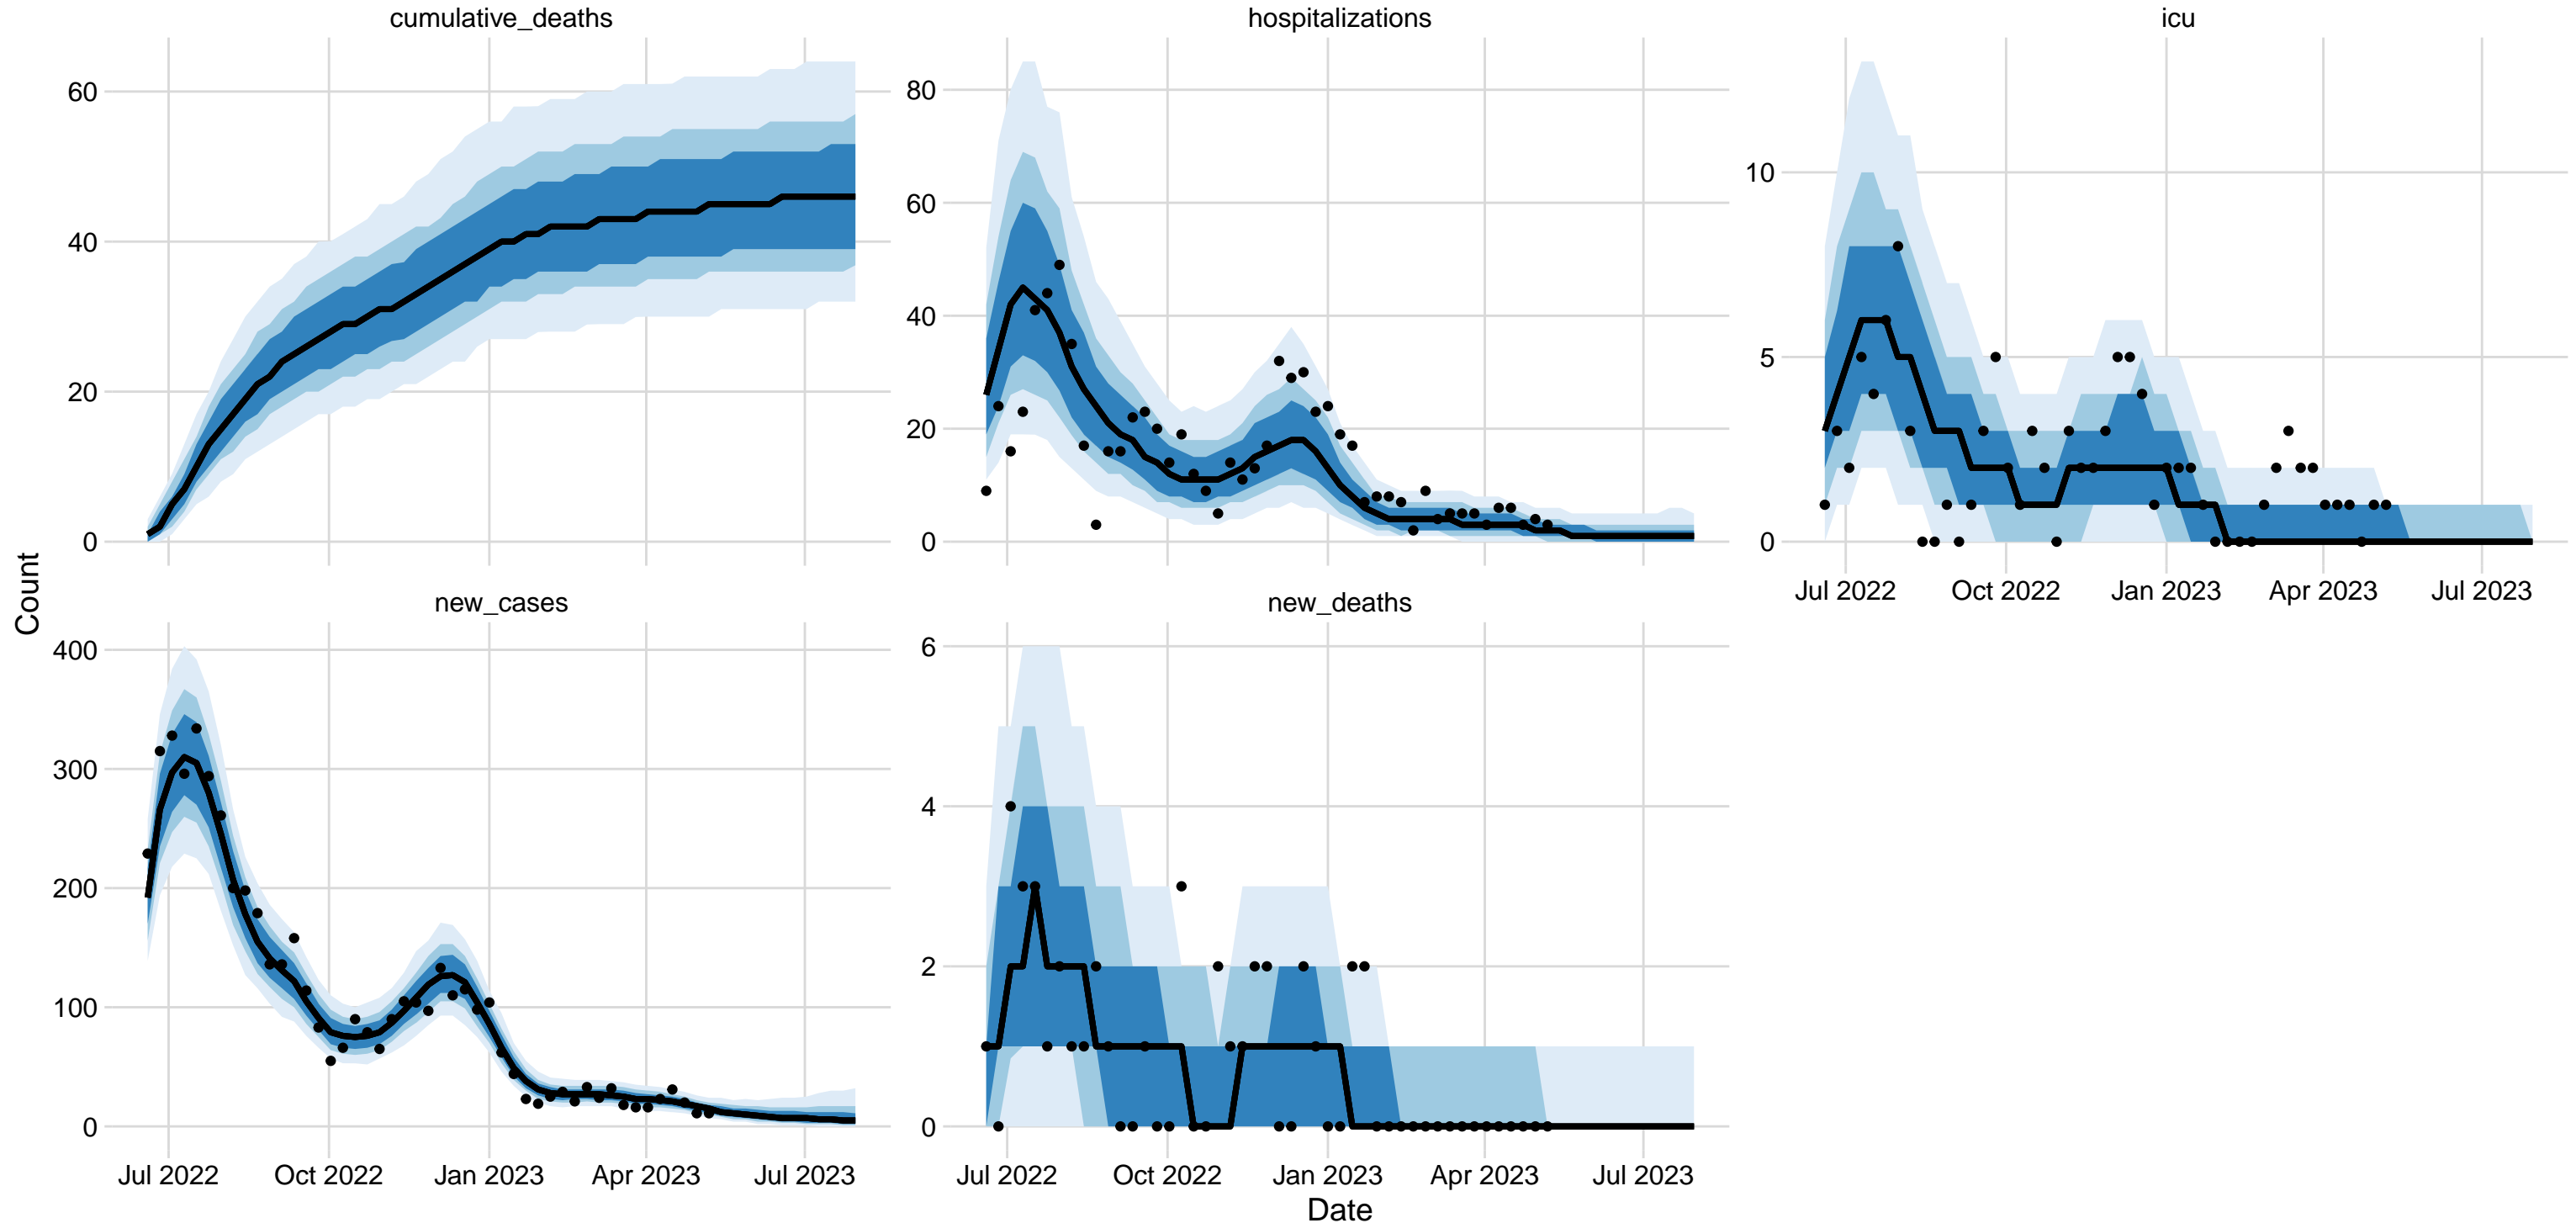 cumulative_deaths
hospitalizations
icu
60
40
20
0
80
60
40
20
0
10
5
0
Jul 2022 Oct 2022 Jan 2023 Apr 2023 Jul 2023
Count
new_cases
new_deaths
400
300
200
100
0
6
4
2
0
Jul 2022 Oct 2022 Jan 2023 Apr 2023 Jul 2023
Jul 2022 Oct 2022 Jan 2023 Apr 2023 Jul 2023
Date